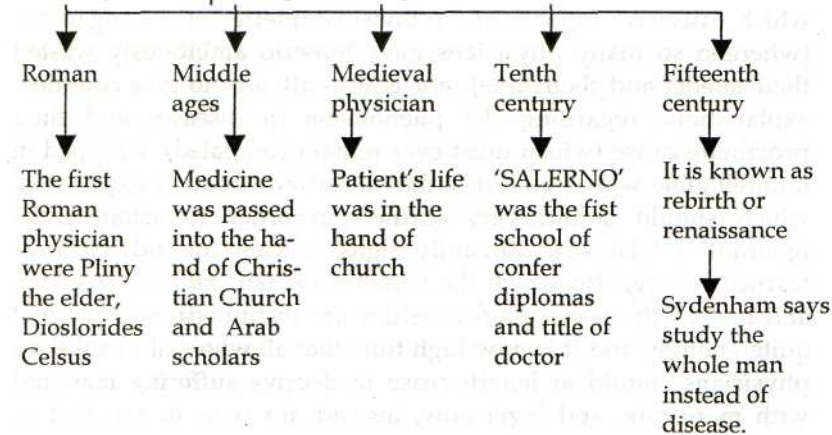 Roman
Middle
ages
Medieval
physician
Tenth
century
Fifteenth
century
The first
Roman
physician
were Pliny
the elder,
Dioslorides
Celsus
Medicine
was passed
into the ha-
nd of Chris-
tian Church
and Arab
scholars
Patient's life
was in the
hand of
church
'SALERNO'
was the fist
school of
confer
diplomas
and title of
doctor
It is known as
rebirth or
renaissance
Sydenham says
study the
whole man
instead of
disease.